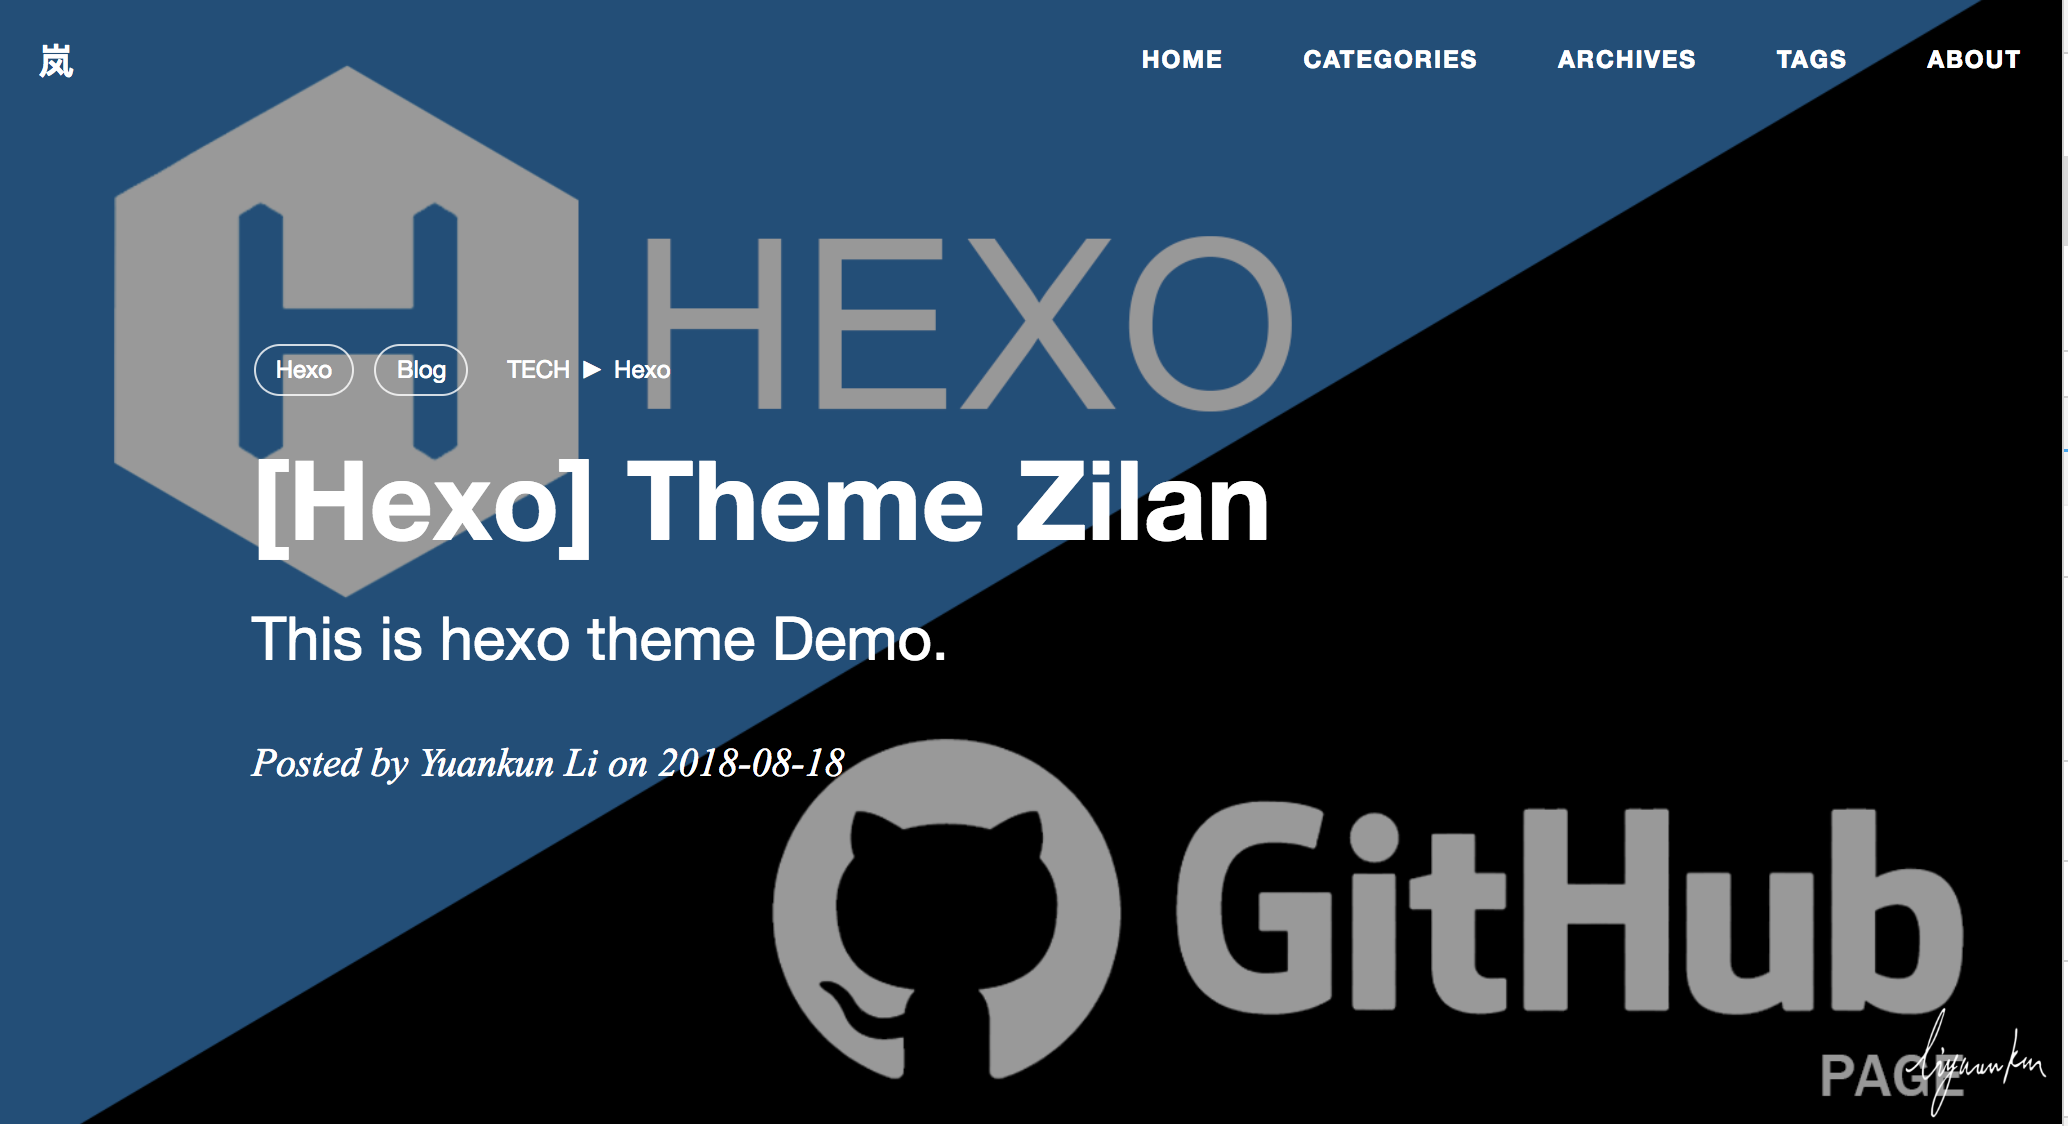 岚
HOME CATEGORIES ARCHIVES TAGS ABOUT
HEXO
Hexo Blog TECH ▶ Hexo
[Hexo] Theme Zilan
This is hexo theme Demo.
Posted by Yuankun Li on 2018-08-18
GitHub
PAGE
liyuankun